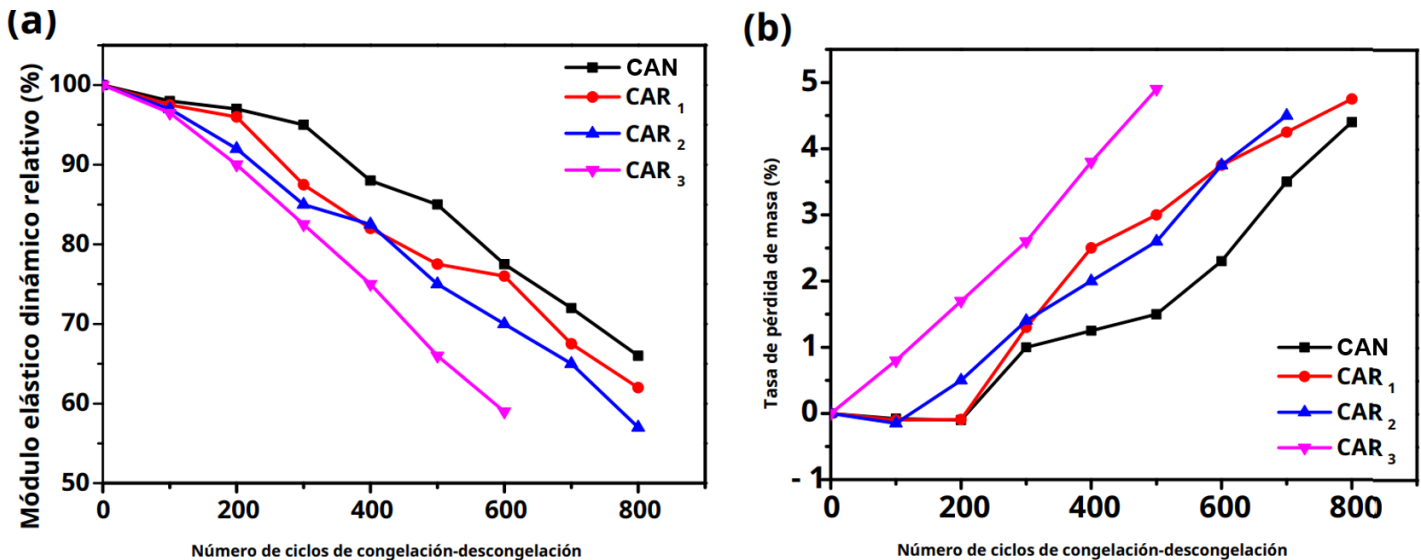 (a)
Módulo elástico dinámico relativo (%)
100
90
80
70
60
50
0
200
400
600
800
CAN
CAR 1
CAR 2
CAR 3
Número de ciclos de congelación-descongelación
(b)
Tasa de pérdida de masa (%)
5
4
3
2
1
0
- 1
0
200
400
600
800
CAN
CAR 1
CAR 2
CAR 3
Número de ciclos de congelación-descongelación